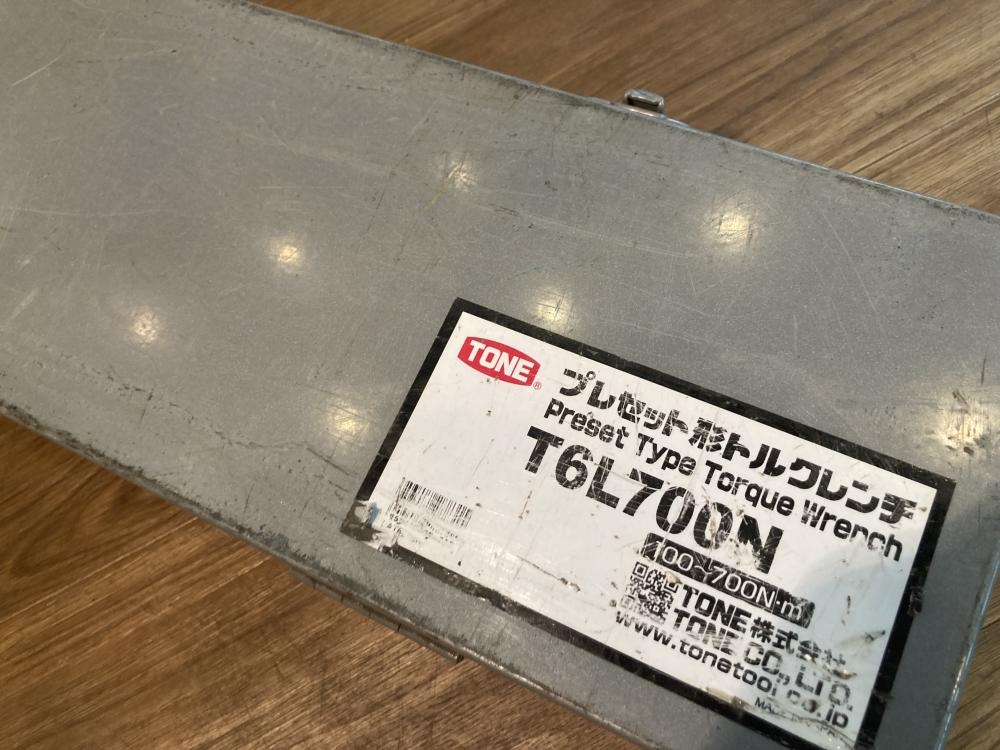 TONE®
プレセット形トルクレンチ
Preset Type Torque Wrench
T6L700N
100~700N·m
TONE株式会社
TONE CO., LTD.
www.tonetool.co.jp